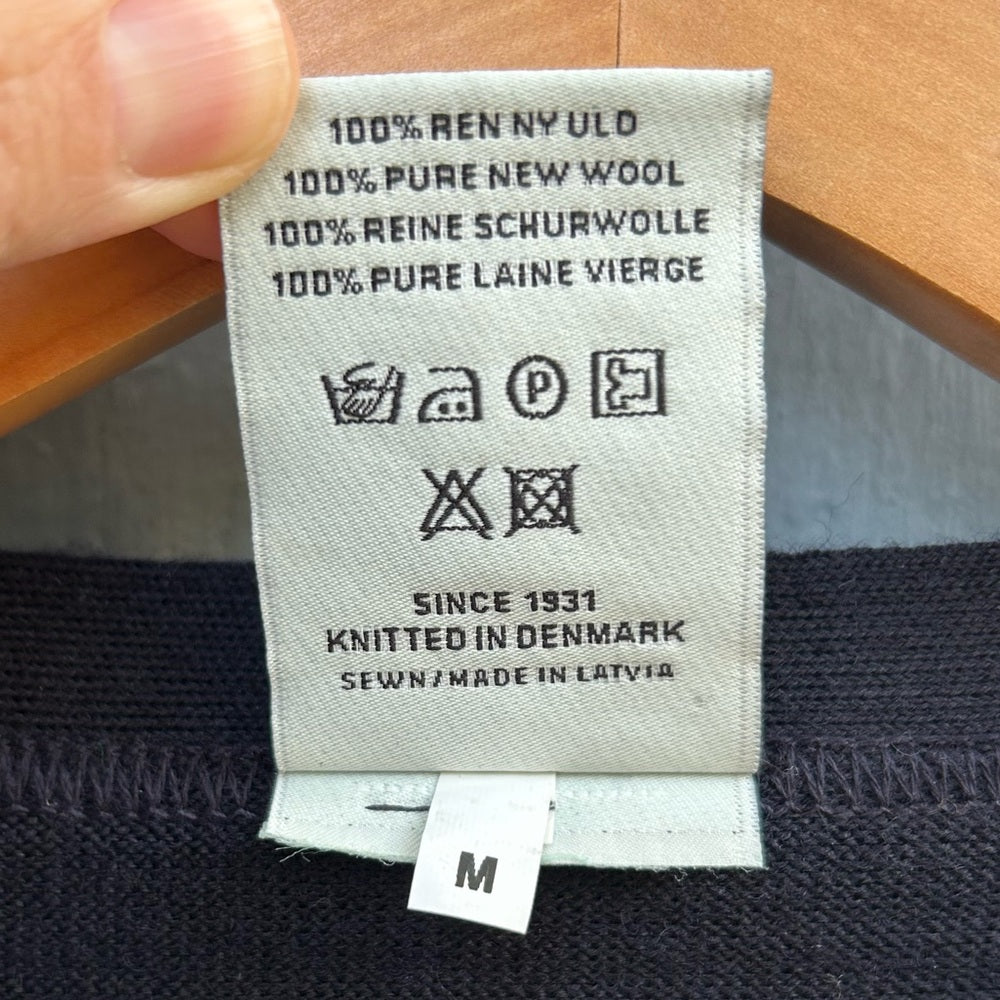 100% REN NY ULD
100% PURE NEW WOOL
100% REINE SCHURWOLLE
100% PURE LAINE VIERGE
P
SINCE 1931
KNITTED IN DENMARK
SEWN/MADE IN LATVIA
M